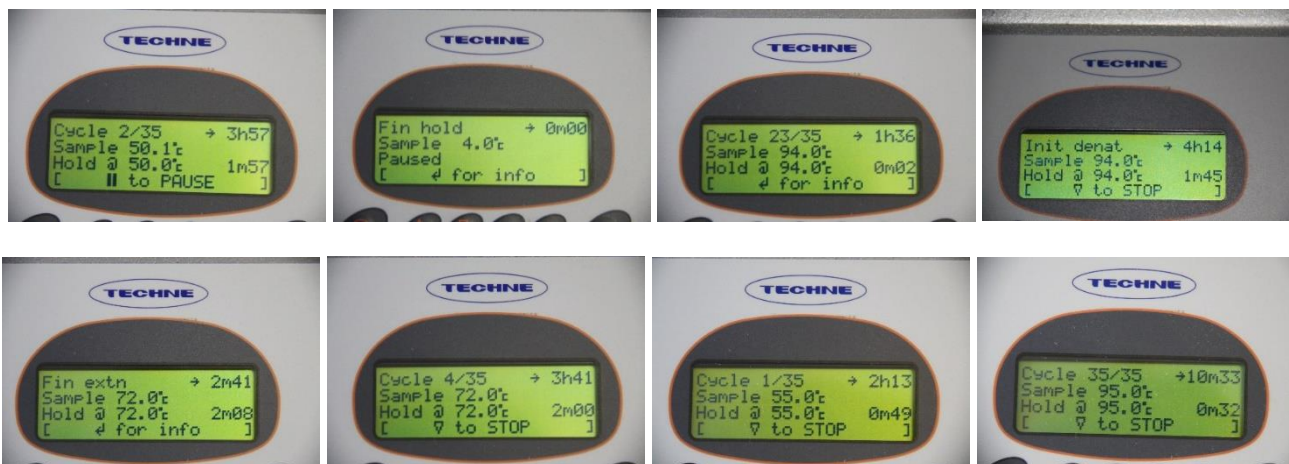 TECHNE
Cycle 2/35 → 3h57
Sample 50.1°c
Hold @ 50.0°c 1m57
[ II to PAUSE ]
TECHNE
Fin hold → 0m00
Sample 4.0°c
Paused
[ ↲ for info ]
TECHNE
Cycle 23/35 → 1h36
Sample 94.0°c
Hold @ 94.0°c 0m02
[ ↲ for info ]
TECHNE
Init denat → 4h14
Sample 94.0°c
Hold @ 94.0°c 1m45
[ ∇ to STOP ]
TECHNE
Fin extn → 2m41
Sample 72.0°c
Hold @ 72.0°c 2m08
[ ↲ for info ]
TECHNE
Cycle 4/35 → 3h41
Sample 72.0°c
Hold @ 72.0°c 2m00
[ ∇ to STOP ]
TECHNE
Cycle 1/35 → 2h13
Sample 55.0°c
Hold @ 55.0°c 0m49
[ ∇ to STOP ]
TECHNE
Cycle 35/35 →10m33
Sample 95.0°c
Hold @ 95.0°c 0m32
[ ∇ to STOP ]